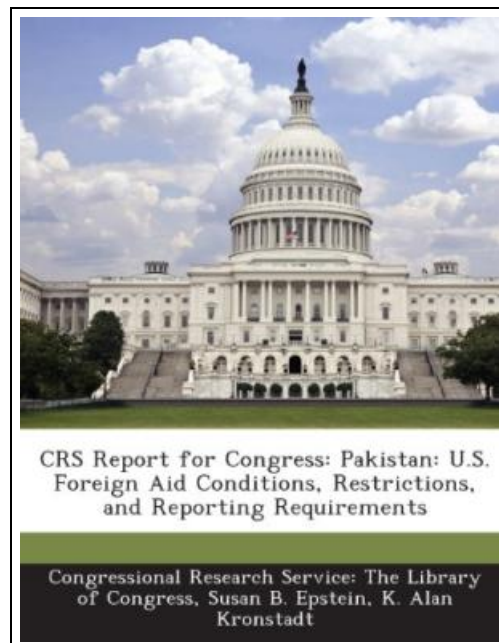 CRS Report for Congress: Pakistan: U.S.
Foreign Aid Conditions, Restrictions,
and Reporting Requirements
Congressional Research Service: The Library
of Congress, Susan B. Epstein, K. Alan
Kronstadt